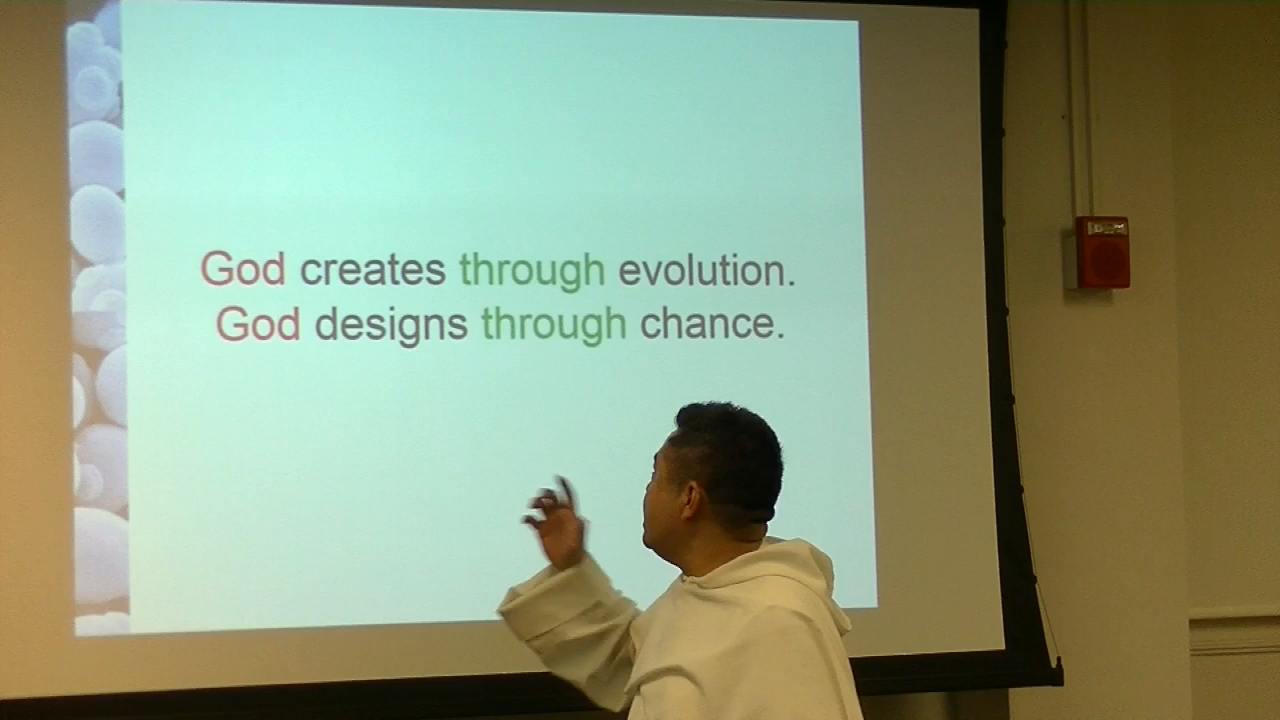 God creates through evolution.
God designs through chance.